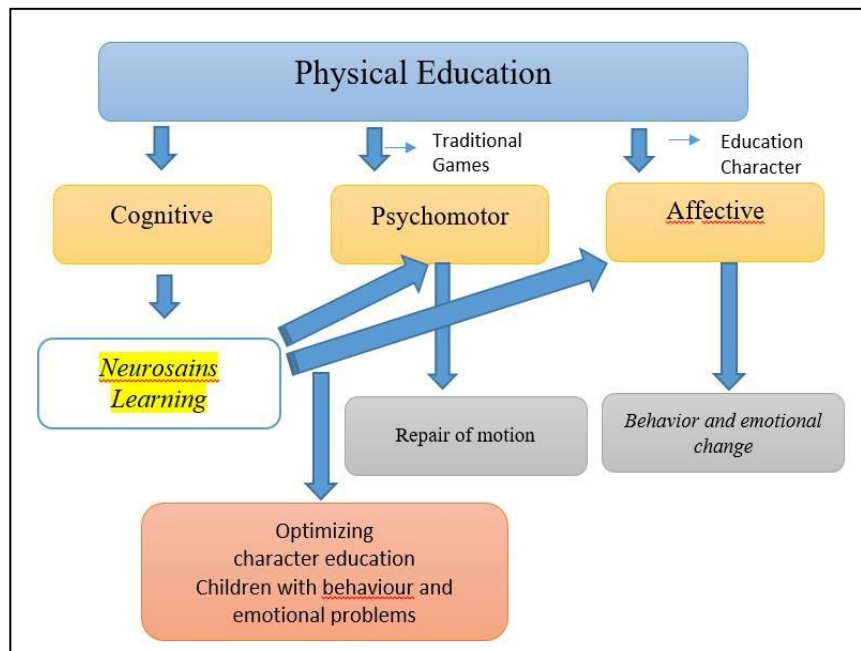 Physical Education
Traditional
Games
Education
Character
Cognitive
Psychomotor
Affective
Neurosains
Learning
Repair of motion
Behavior and emotional
change
Optimizing
character education
Children with behaviour and
emotional problems